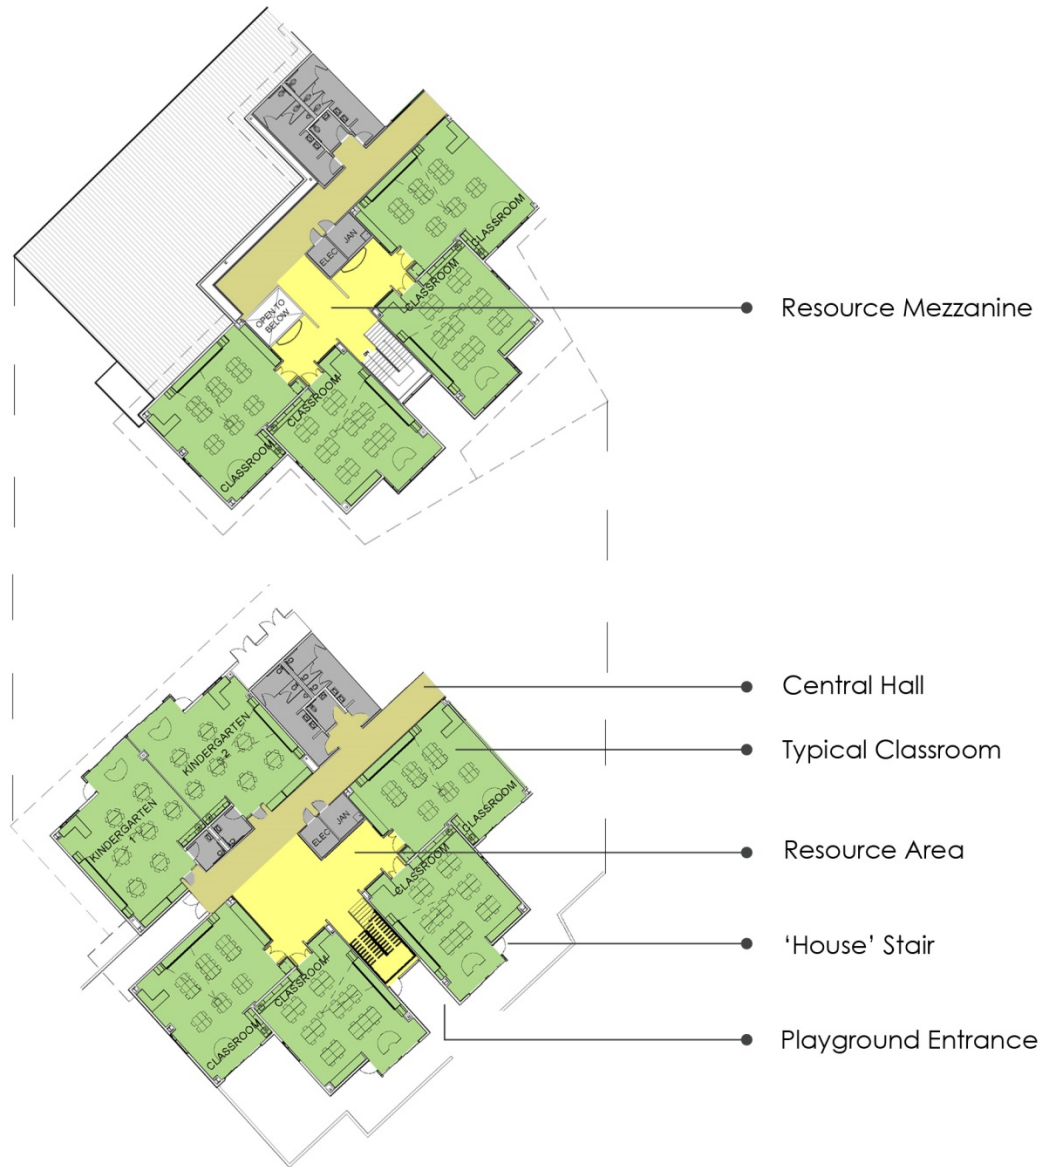 CLASSROOM
JAN
ELEC
CLASSROOM
OPEN TO
BELOW
CLASSROOM
CLASSROOM
Resource Mezzanine
KINDERGARTEN
2
KINDERGARTEN
1
JAN
ELEC
CLASSROOM
CLASSROOM
CLASSROOM
CLASSROOM
Central Hall
Typical Classroom
Resource Area
‘House’ Stair
Playground Entrance